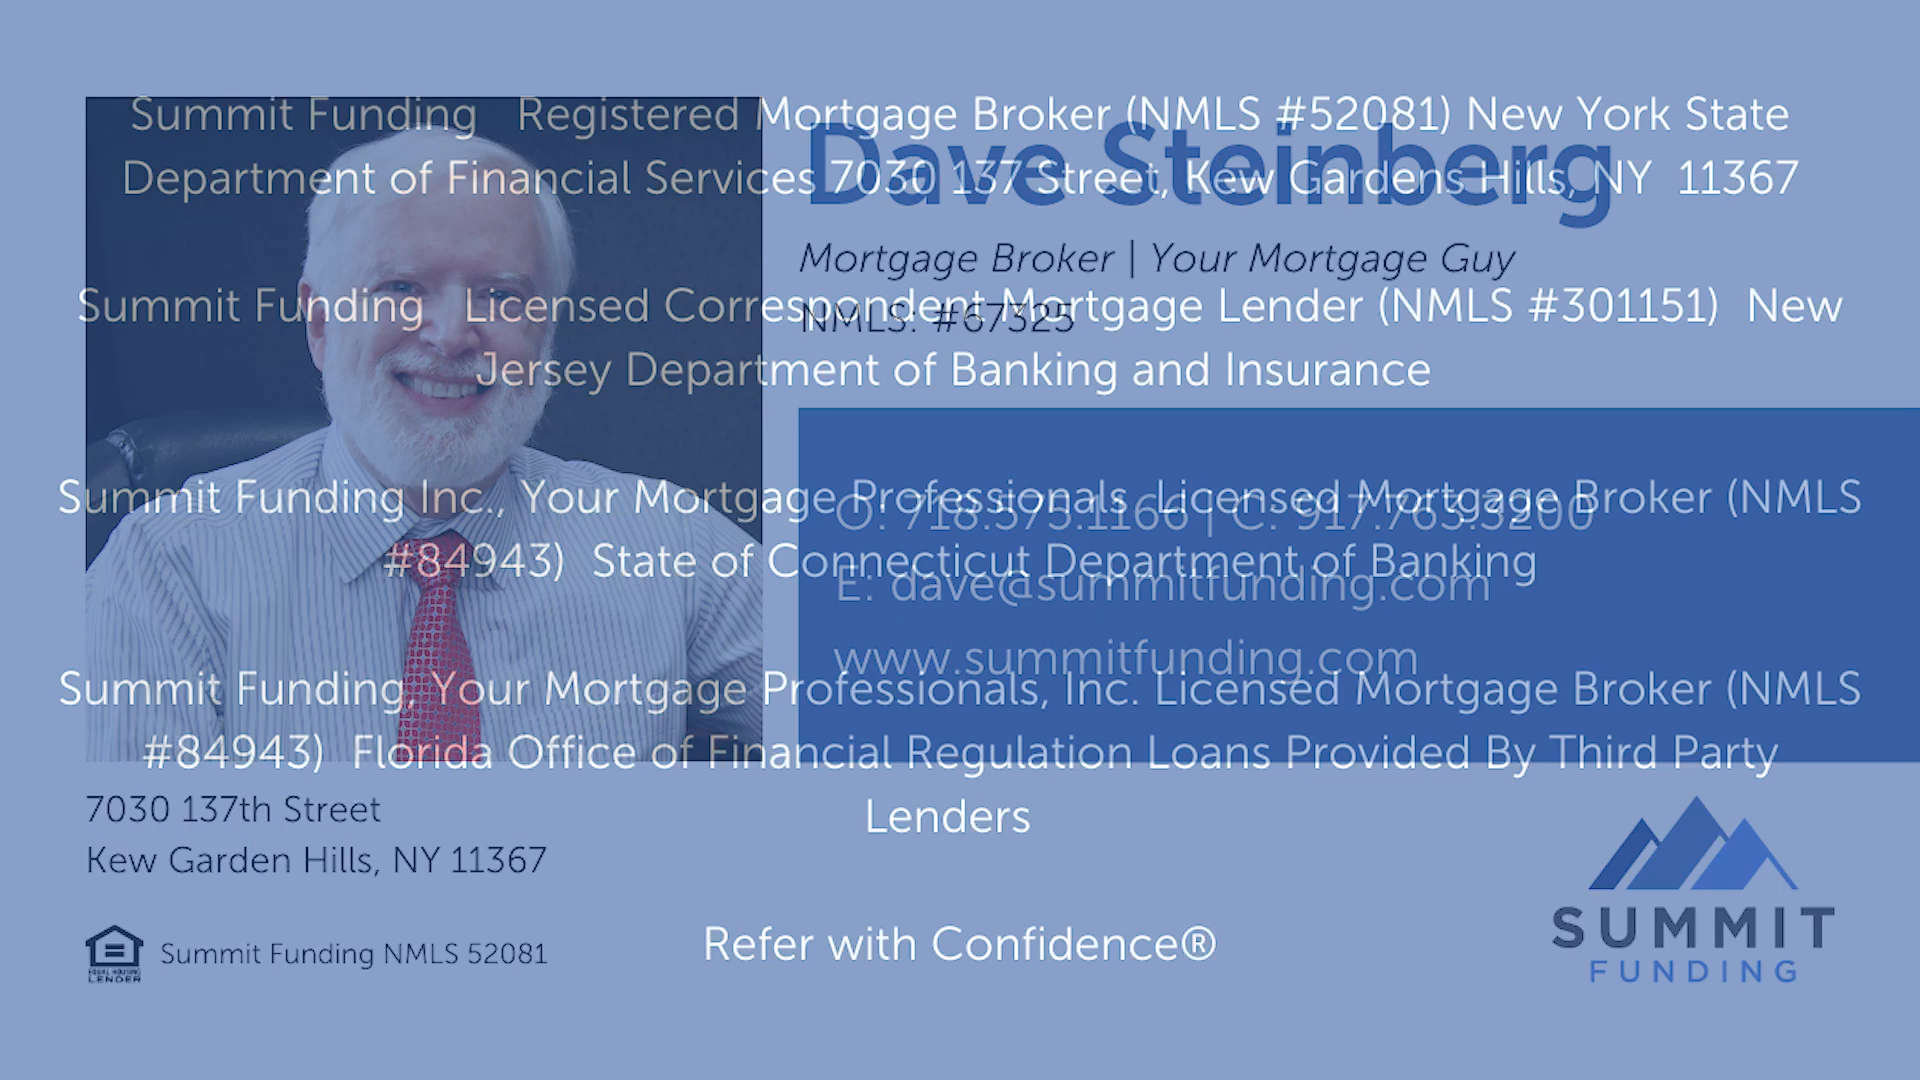 Summit Funding Registered Mortgage Broker (NMLS #52081) New York State
Department of Financial Services 7030 137 Street, Kew Gardens Hills, NY 11367
Dave Steinberg
Mortgage Broker | Your Mortgage Guy
Summit Funding Licensed Correspondent Mortgage Lender (NMLS #301151) New
NMLS: #67325
Jersey Department of Banking and Insurance
Summit Funding Inc., Your Mortgage Professionals Licensed Mortgage Broker (NMLS
O: 718.575.1166 | C: 917.763.3200
#84943) State of Connecticut Department of Banking
E: dave@summitfunding.com
www.summitfunding.com
Summit Funding, Your Mortgage Professionals, Inc. Licensed Mortgage Broker (NMLS
#84943) Florida Office of Financial Regulation Loans Provided By Third Party
Lenders
7030 137th Street
Kew Garden Hills, NY 11367
Refer with Confidence®
EQUAL HOUSING
LENDER
Summit Funding NMLS 52081
SUMMIT
FUNDING